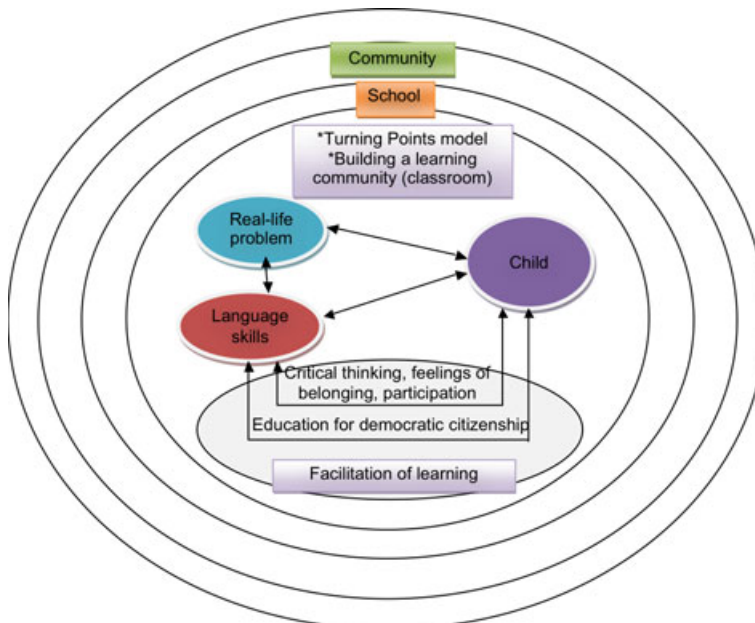 Community
School
*Turning Points model
*Building a learning
community (classroom)
Real-life
problem
Child
Language
skills
Critical thinking, feelings of
belonging, participation
Education for democratic citizenship
Facilitation of learning